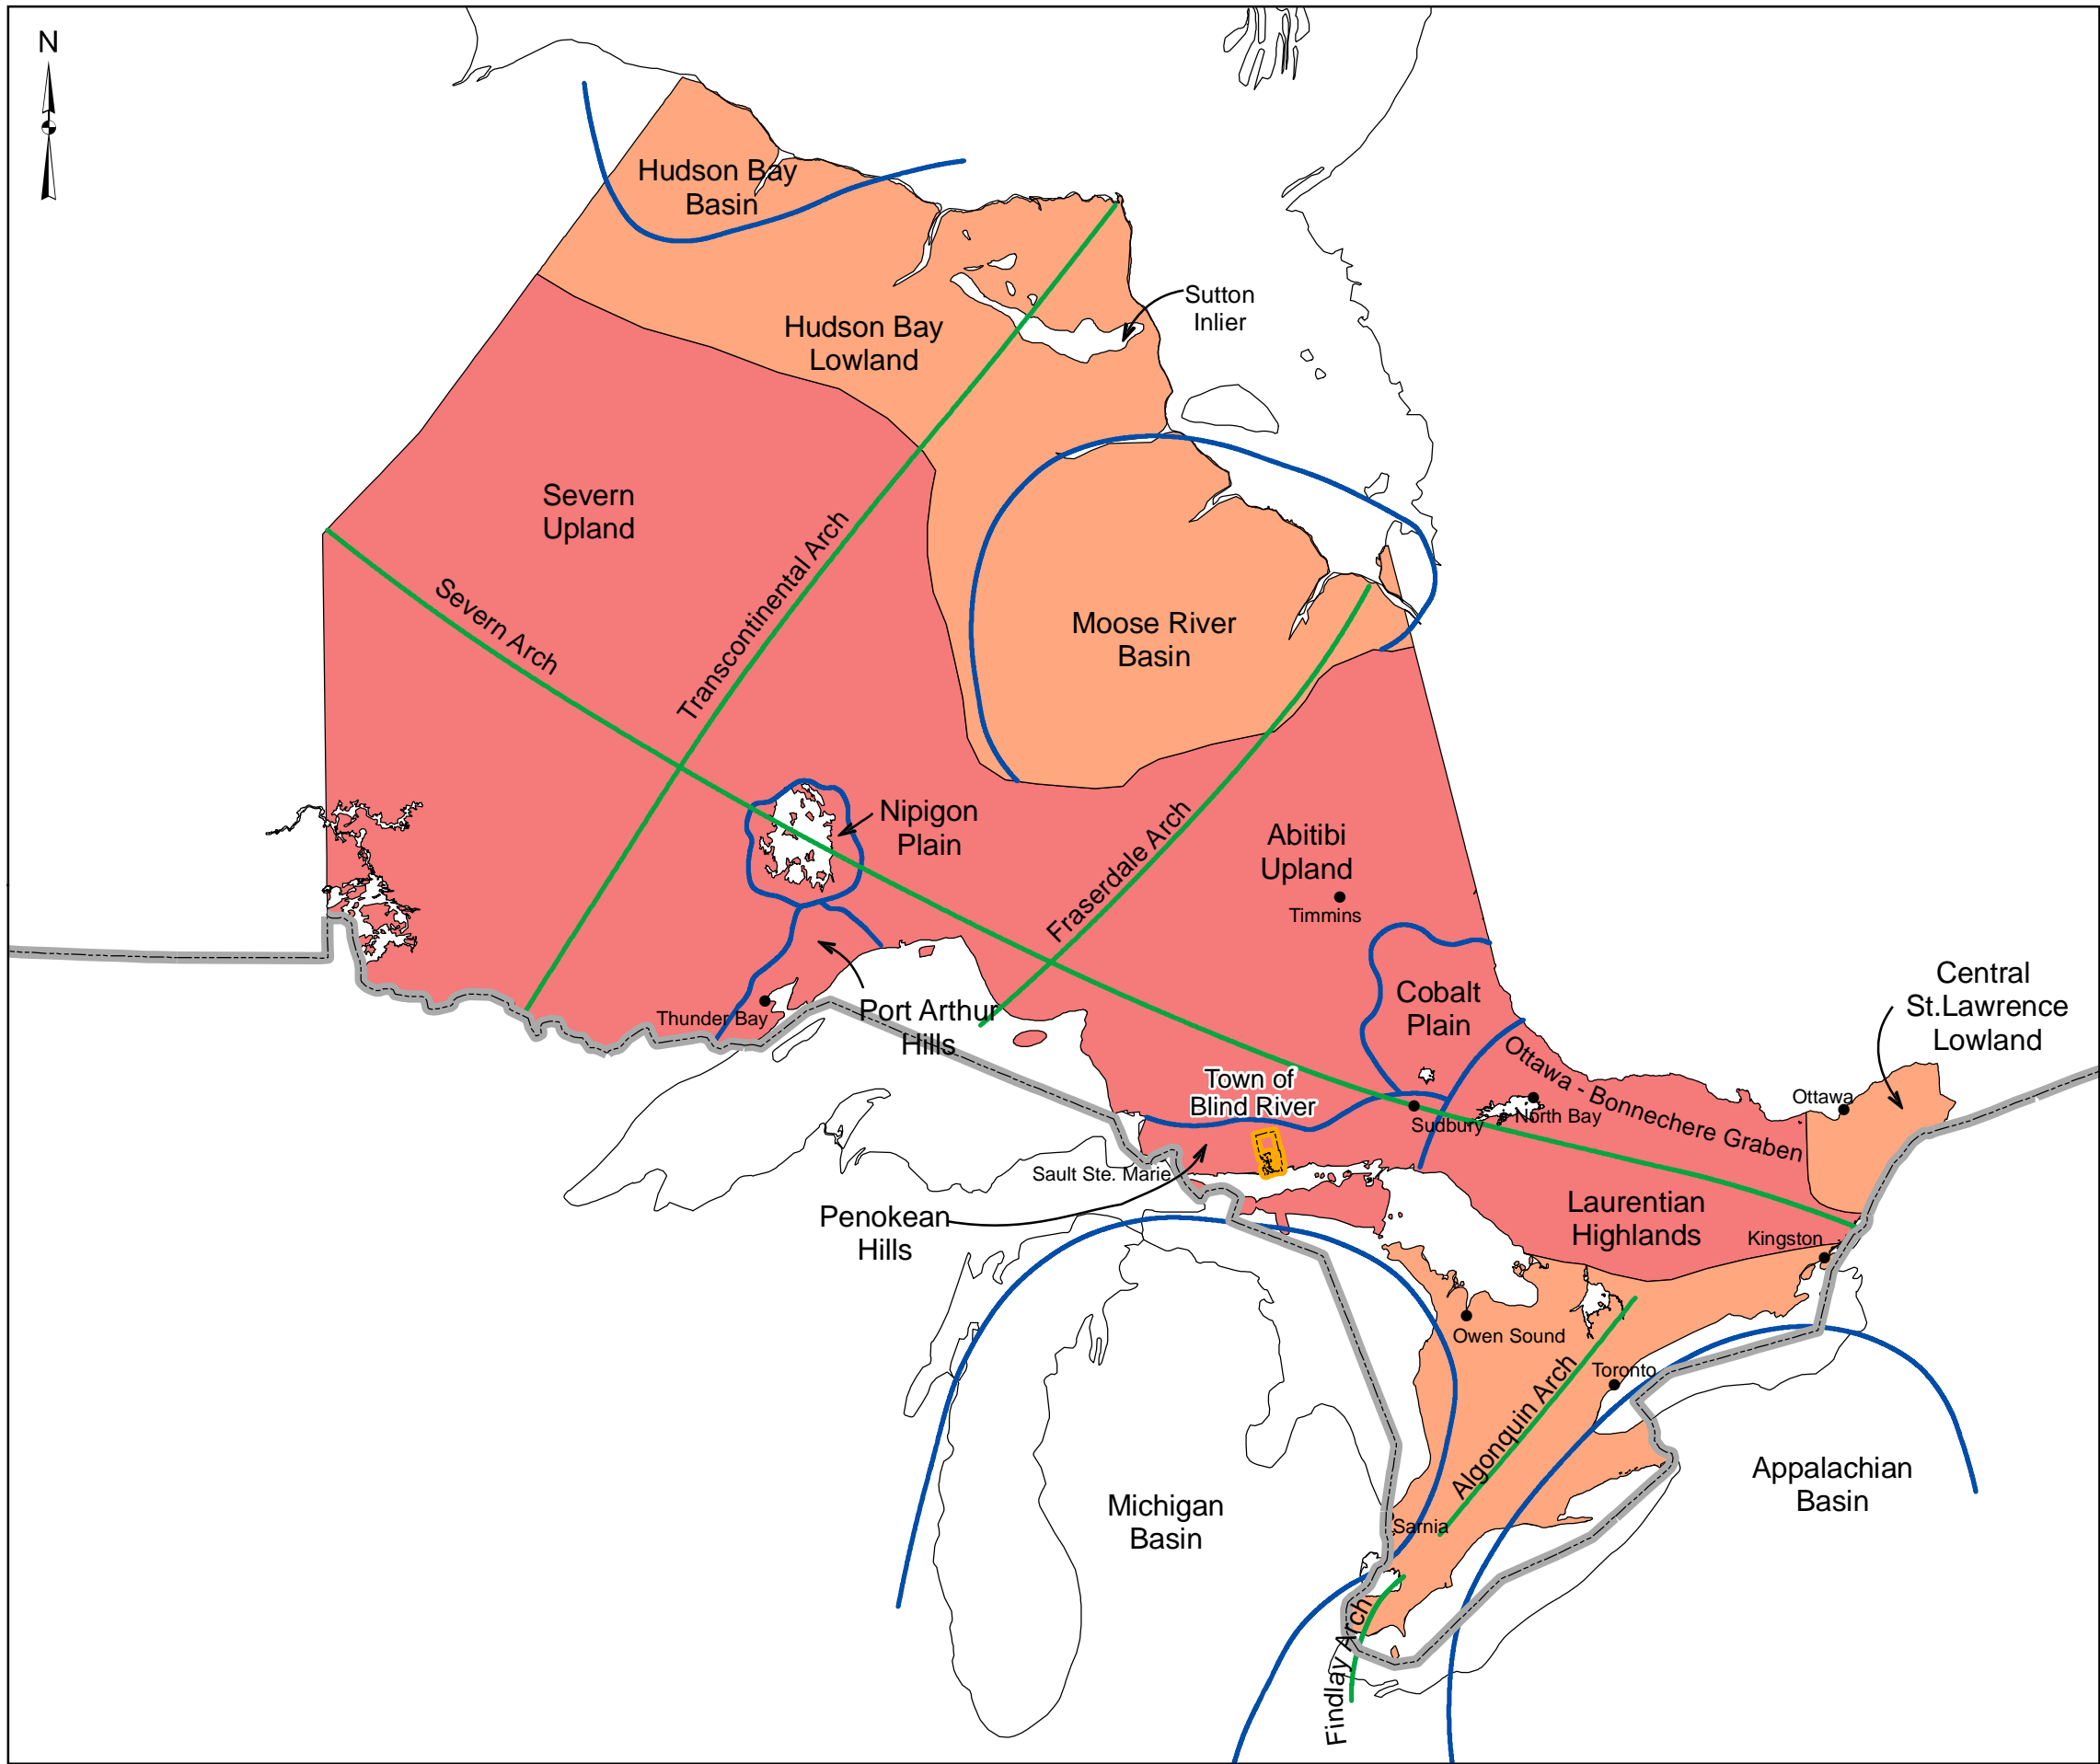 N
Hudson Bay
Basin
Sutton
Inlier
Hudson Bay
Lowland
Severn
Upland
Transcontinental Arch
Severn Arch
Moose River
Basin
Nipigon
Plain
Fraserdale Arch
Abitibi
Upland
Timmins
Cobalt
Plain
Central
St.Lawrence
Lowland
Port Arthur
Hills
Thunder Bay
Ottawa - Bonnechere Graben
Town of
Blind River
Ottawa
North Bay
Sudbury
Sault Ste. Marie
Penokean
Hills
Laurentian
Highlands
Kingston
Owen Sound
Toronto
Algonquin Arch
Appalachian
Basin
Michigan
Basin
Sarnia
Findlay Arch